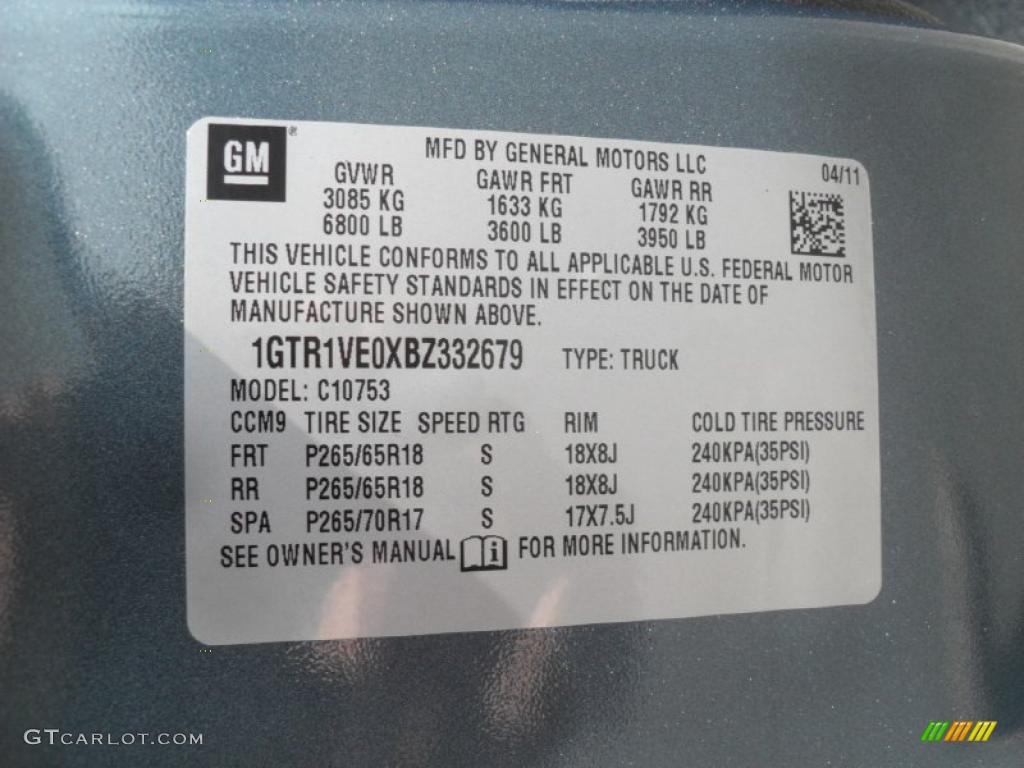 GM®
MFD BY GENERAL MOTORS LLC
04/11
GVWR GAWR FRT GAWR RR
3085 KG 1633 KG 1792 KG
6800 LB 3600 LB 3950 LB
THIS VEHICLE CONFORMS TO ALL APPLICABLE U.S. FEDERAL MOTOR
VEHICLE SAFETY STANDARDS IN EFFECT ON THE DATE OF
MANUFACTURE SHOWN ABOVE.
1GTR1VE0XBZ332679 TYPE: TRUCK
MODEL: C10753
CCM9 TIRE SIZE SPEED RTG RIM COLD TIRE PRESSURE
FRT P265/65R18 S 18X8J 240KPA(35PSI)
RR P265/65R18 S 18X8J 240KPA(35PSI)
SPA P265/70R17 S 17X7.5J 240KPA(35PSI)
SEE OWNER'S MANUAL i FOR MORE INFORMATION.
GTCARLOT.COM